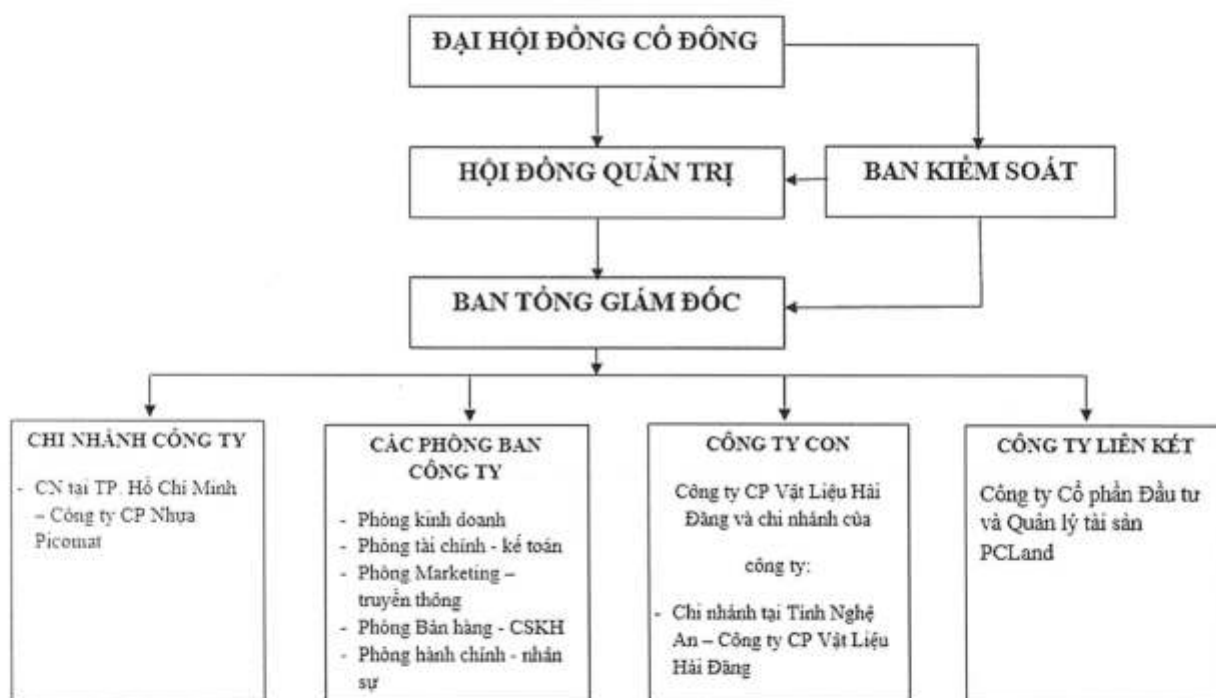 ĐẠI HỘI ĐỒNG CỔ ĐÔNG
HỘI ĐỒNG QUẢN TRỊ
BAN KIỂM SOÁT
BAN TỔNG GIÁM ĐỐC
CHI NHÁNH CÔNG TY
- CN tại TP. Hồ Chí Minh
– Công ty CP Nhựa
Picomat
CÁC PHÒNG BAN
CÔNG TY
- Phòng kinh doanh
- Phòng tài chính - kế toán
- Phòng Marketing –
truyền thông
- Phòng Bán hàng - CSKH
- Phòng hành chính - nhân
sự
CÔNG TY CON
Công ty CP Vật Liệu Hải
Đăng và chi nhánh của
công ty:
- Chi nhánh tại Tỉnh Nghệ
An – Công ty CP Vật Liệu
Hải Đăng
CÔNG TY LIÊN KẾT
Công ty Cổ phần Đầu tư
và Quản lý tài sản
PCLand